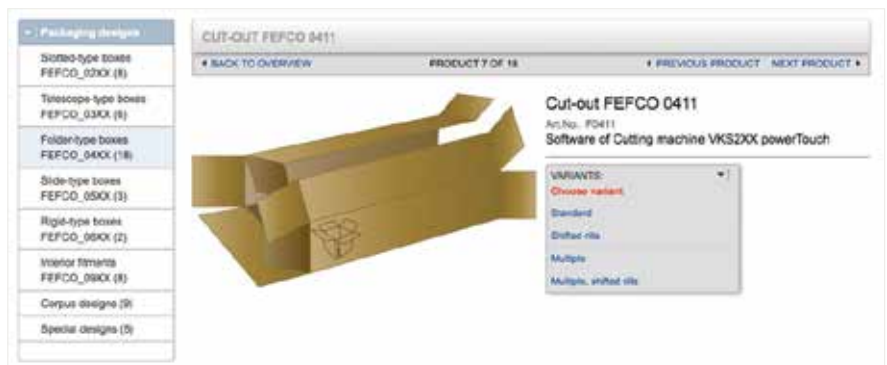 Packaging designs
Slotted-type boxes
FEFCO_02XX (8)
Telescope-type boxes
FEFCO_03XX (6)
Folder-type boxes
FEFCO_04XX (18)
Slide-type boxes
FEFCO_05XX (3)
Rigid-type boxes
FEFCO_06XX (2)
Interior fitments
FEFCO_09XX (8)
Corpus designs (9)
Special designs (5)
CUT-OUT FEFCO 0411
BACK TO OVERVIEW
PRODUCT 7 OF 18
PREVIOUS PRODUCT
NEXT PRODUCT
Cut-out FEFCO 0411
Art.No. F0411
Software of Cutting machine VKS2XX powerTouch
VARIANTS:
Choose variant
Standard
Shifted rills
Multiple
Multiple, shifted rills